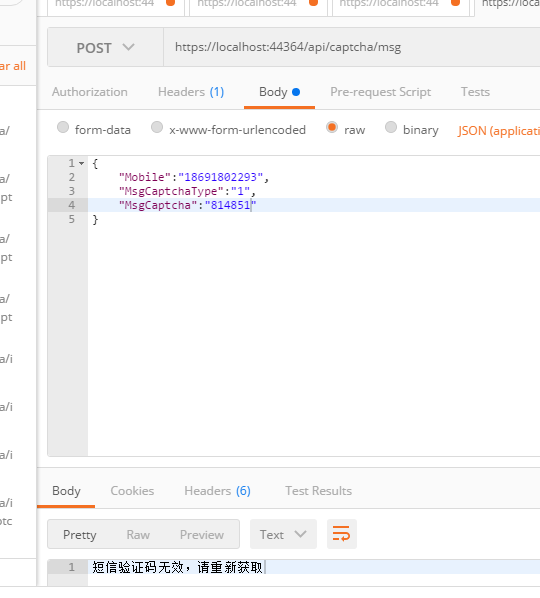 https://localhost:44
https://localhost:44
https://localhost:44
https://loca
POST
https://localhost:44364/api/captcha/msg
ar all
Authorization
Headers (1)
Body
Pre-request Script
Tests
form-data
x-www-form-urlencoded
raw
binary
JSON (applicati
a/
a/
pt
a/
pt
a/
pt
a/i
a/i
a/i
a/i
otc
1 {
2 "Mobile":"18691802293",
3 "MsgCaptchaType":"1",
4 "MsgCaptcha":"814851"
5 }
Body
Cookies
Headers (6)
Test Results
Pretty
Raw
Preview
Text
1 短信验证码无效，请重新获取